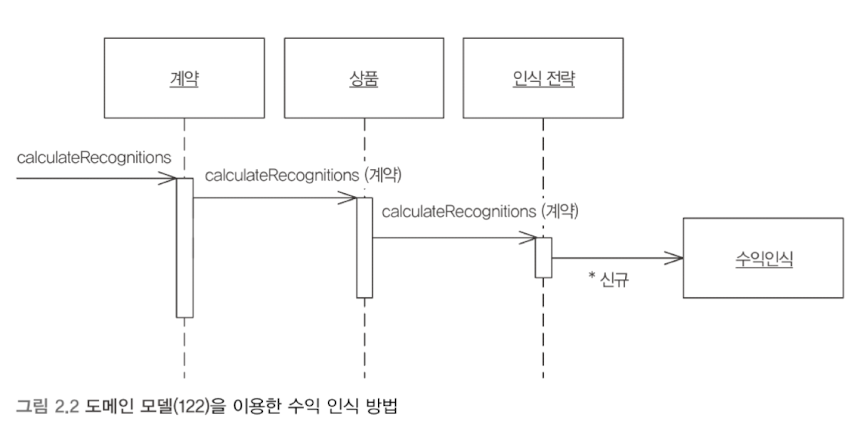 계약
상품
인식 전략
calculateRecognitions
calculateRecognitions (계약)
calculateRecognitions (계약)
수익인식
* 신규
그림 2.2 도메인 모델(122)을 이용한 수익 인식 방법